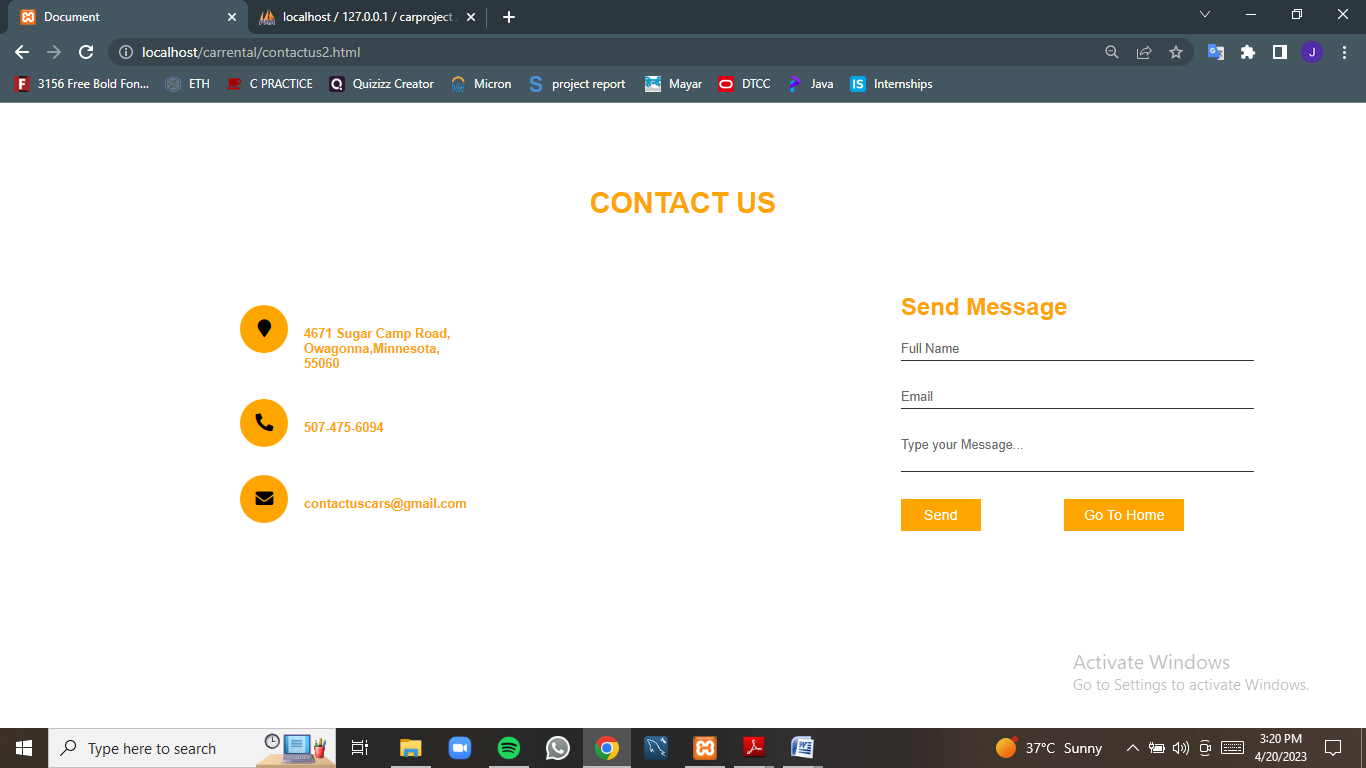 Document
localhost / 127.0.0.1 / carproject
localhost/carrental/contactus2.html
J
3156 Free Bold Fon...
ETH
C PRACTICE
Quizizz Creator
Micron
project report
Mayar
DTCC
Java
IS Internships
CONTACT US
4671 Sugar Camp Road,
Owagonna,Minnesota,
55060
507-475-6094
contactuscars@gmail.com
Send Message
Full Name
Email
Type your Message...
Send
Go To Home
Activate Windows
Go to Settings to activate Windows.
Type here to search
37°C Sunny
3:20 PM
4/20/2023